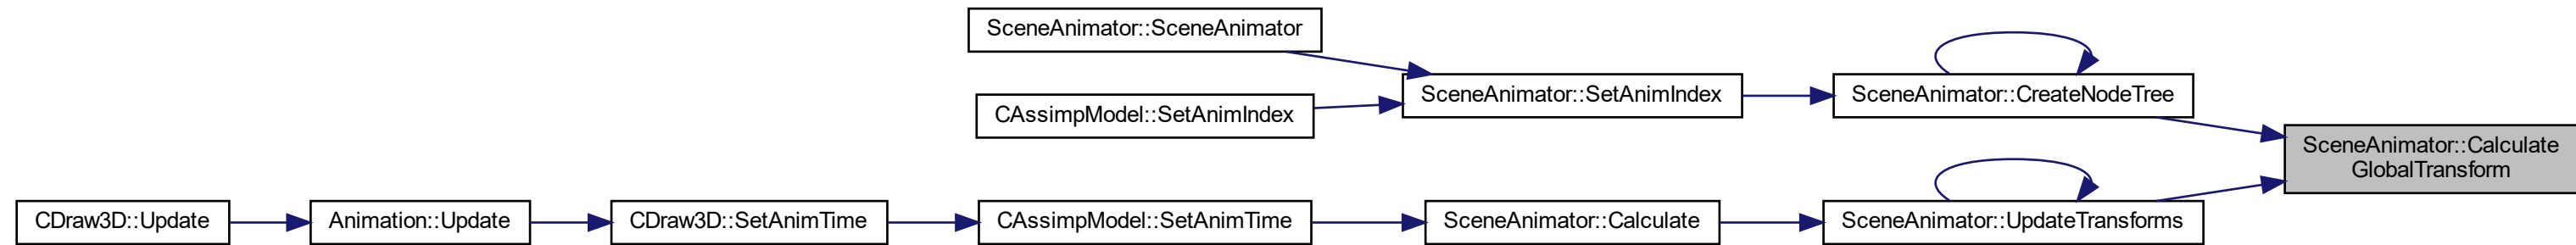 SceneAnimator::SceneAnimator
SceneAnimator::SetAnimIndex
SceneAnimator::CreateNodeTree
CAssimpModel::SetAnimIndex
SceneAnimator::Calculate
GlobalTransform
CDraw3D::Update
Animation::Update
CDraw3D::SetAnimTime
CAssimpModel::SetAnimTime
SceneAnimator::Calculate
SceneAnimator::UpdateTransforms